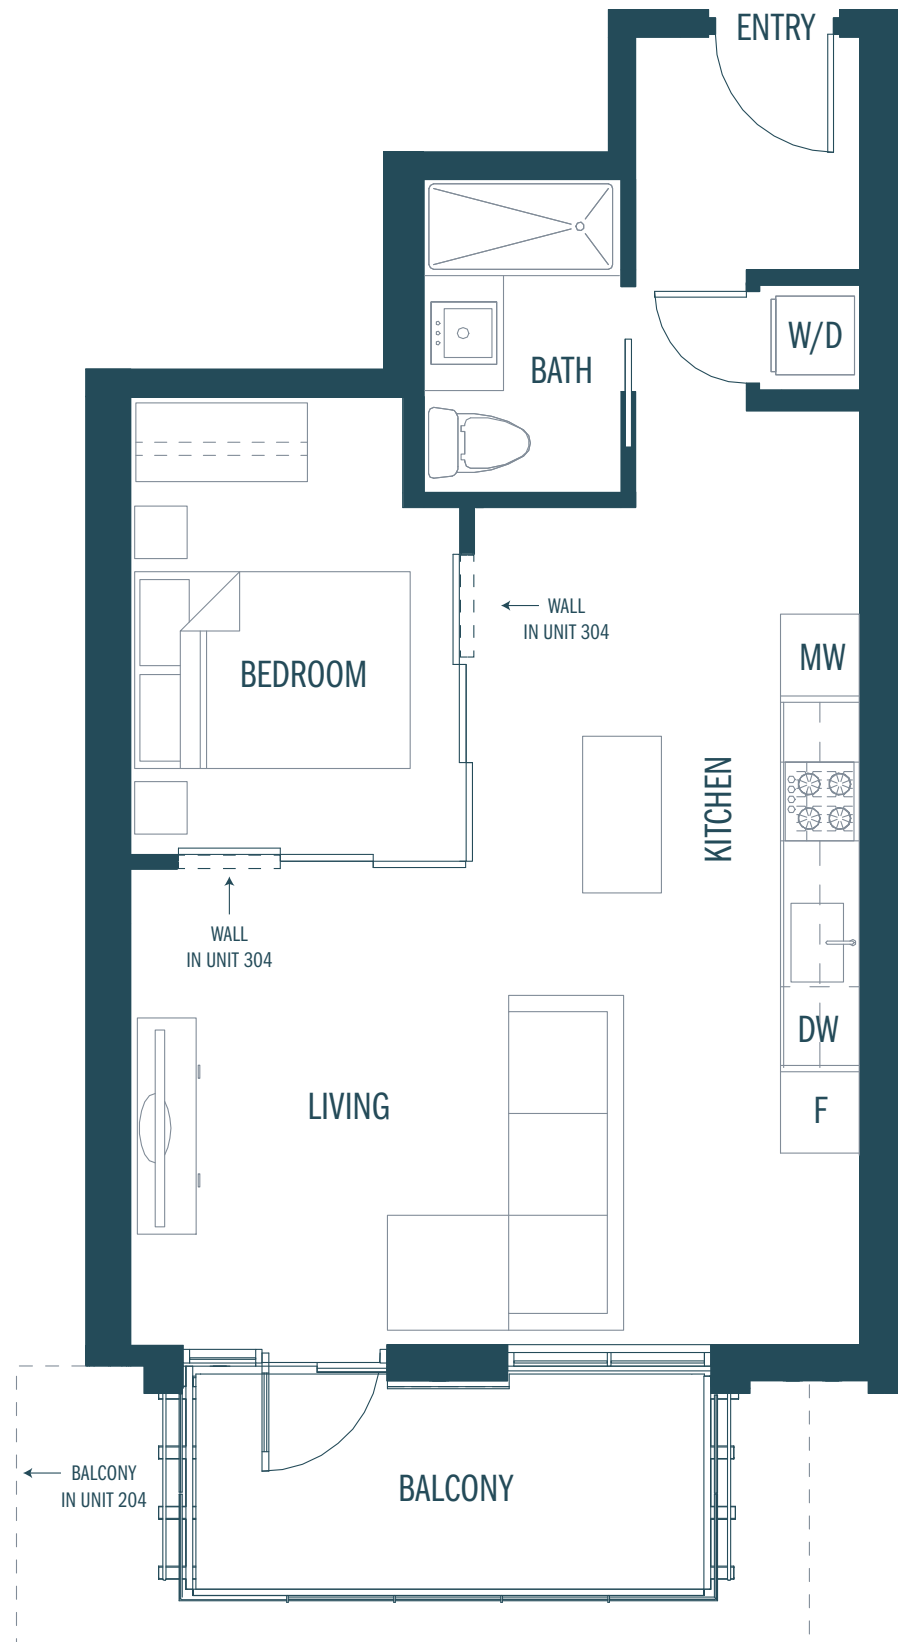 ENTRY
W/D
BATH
WALL
IN UNIT 304
MW
BEDROOM
KITCHEN
WALL
IN UNIT 304
DW
LIVING
F
BALCONY
IN UNIT 204
BALCONY